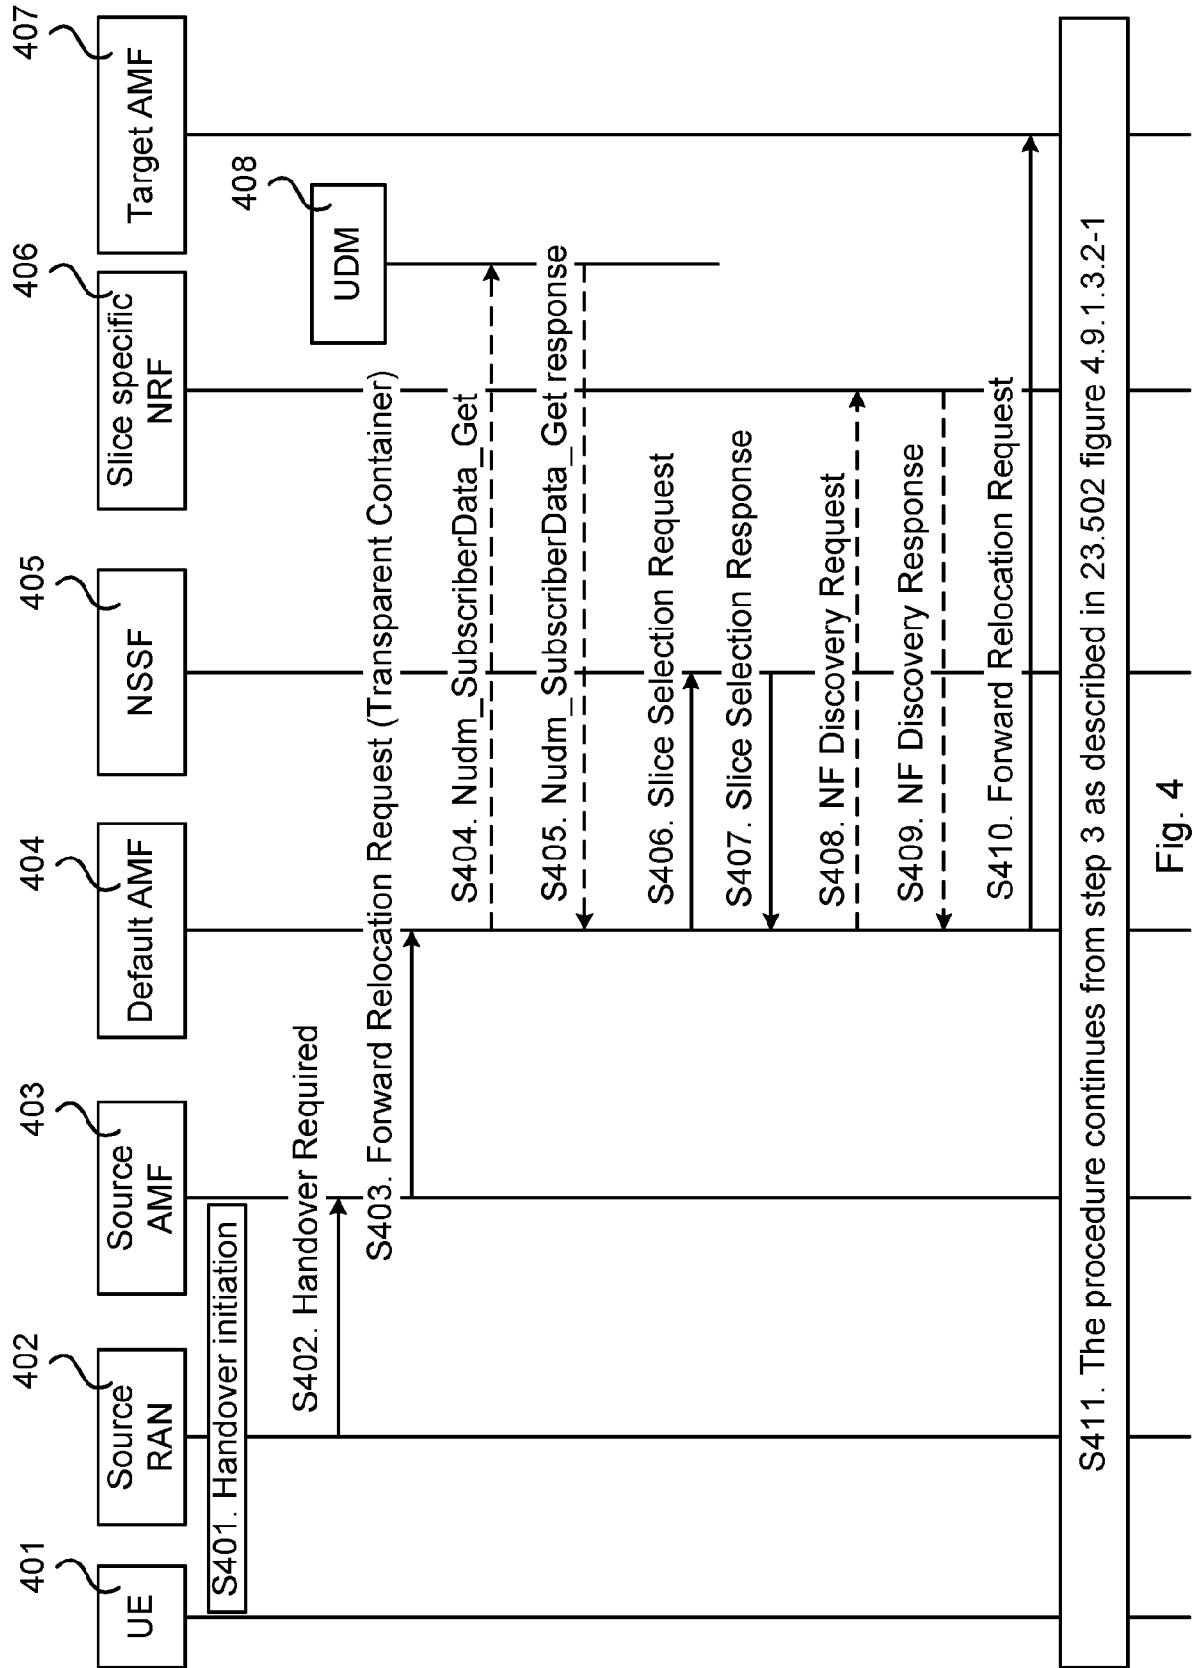 401
402
403
404
405
406
407
UE
Source
RAN
Source
AMF
Default AMF
NSSF
Slice specific
NRF
Target AMF
S401. Handover initiation
408
UDM
S402. Handover Required
S403. Forward Relocation Request (Transparent Container)
S404. Nudm_SubscriberData_Get
S405. Nudm_SubscriberData_Get response
S406. Slice Selection Request
S407. Slice Selection Response
S408. NF Discovery Request
S409. NF Discovery Response
S410. Forward Relocation Request
S411. The procedure continues from step 3 as described in 23.502 figure 4.9.1.3.2-1
Fig. 4